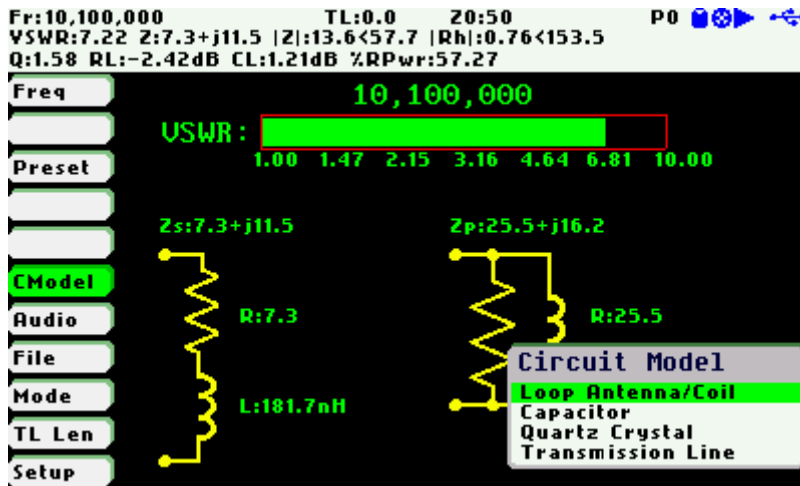 Fr:10,100,000 TL:0.0 Z0:50 P0
VSWR:7.22 Z:7.3+j11.5 |Z|:13.6<57.7 |Rh|:0.76<153.5
Q:1.58 RL:-2.42dB CL:1.21dB %RPwr:57.27
Freq
10,100,000
VSWR:
1.00 1.47 2.15 3.16 4.64 6.81 10.00
Preset
Zs:7.3+j11.5 Zp:25.5+j16.2
CModel
Audio
R:7.3 R:25.5
File
Circuit Model
Mode
Loop Antenna/Coil
L:181.7nH
Capacitor
TL Len
Quartz Crystal
Transmission Line
Setup